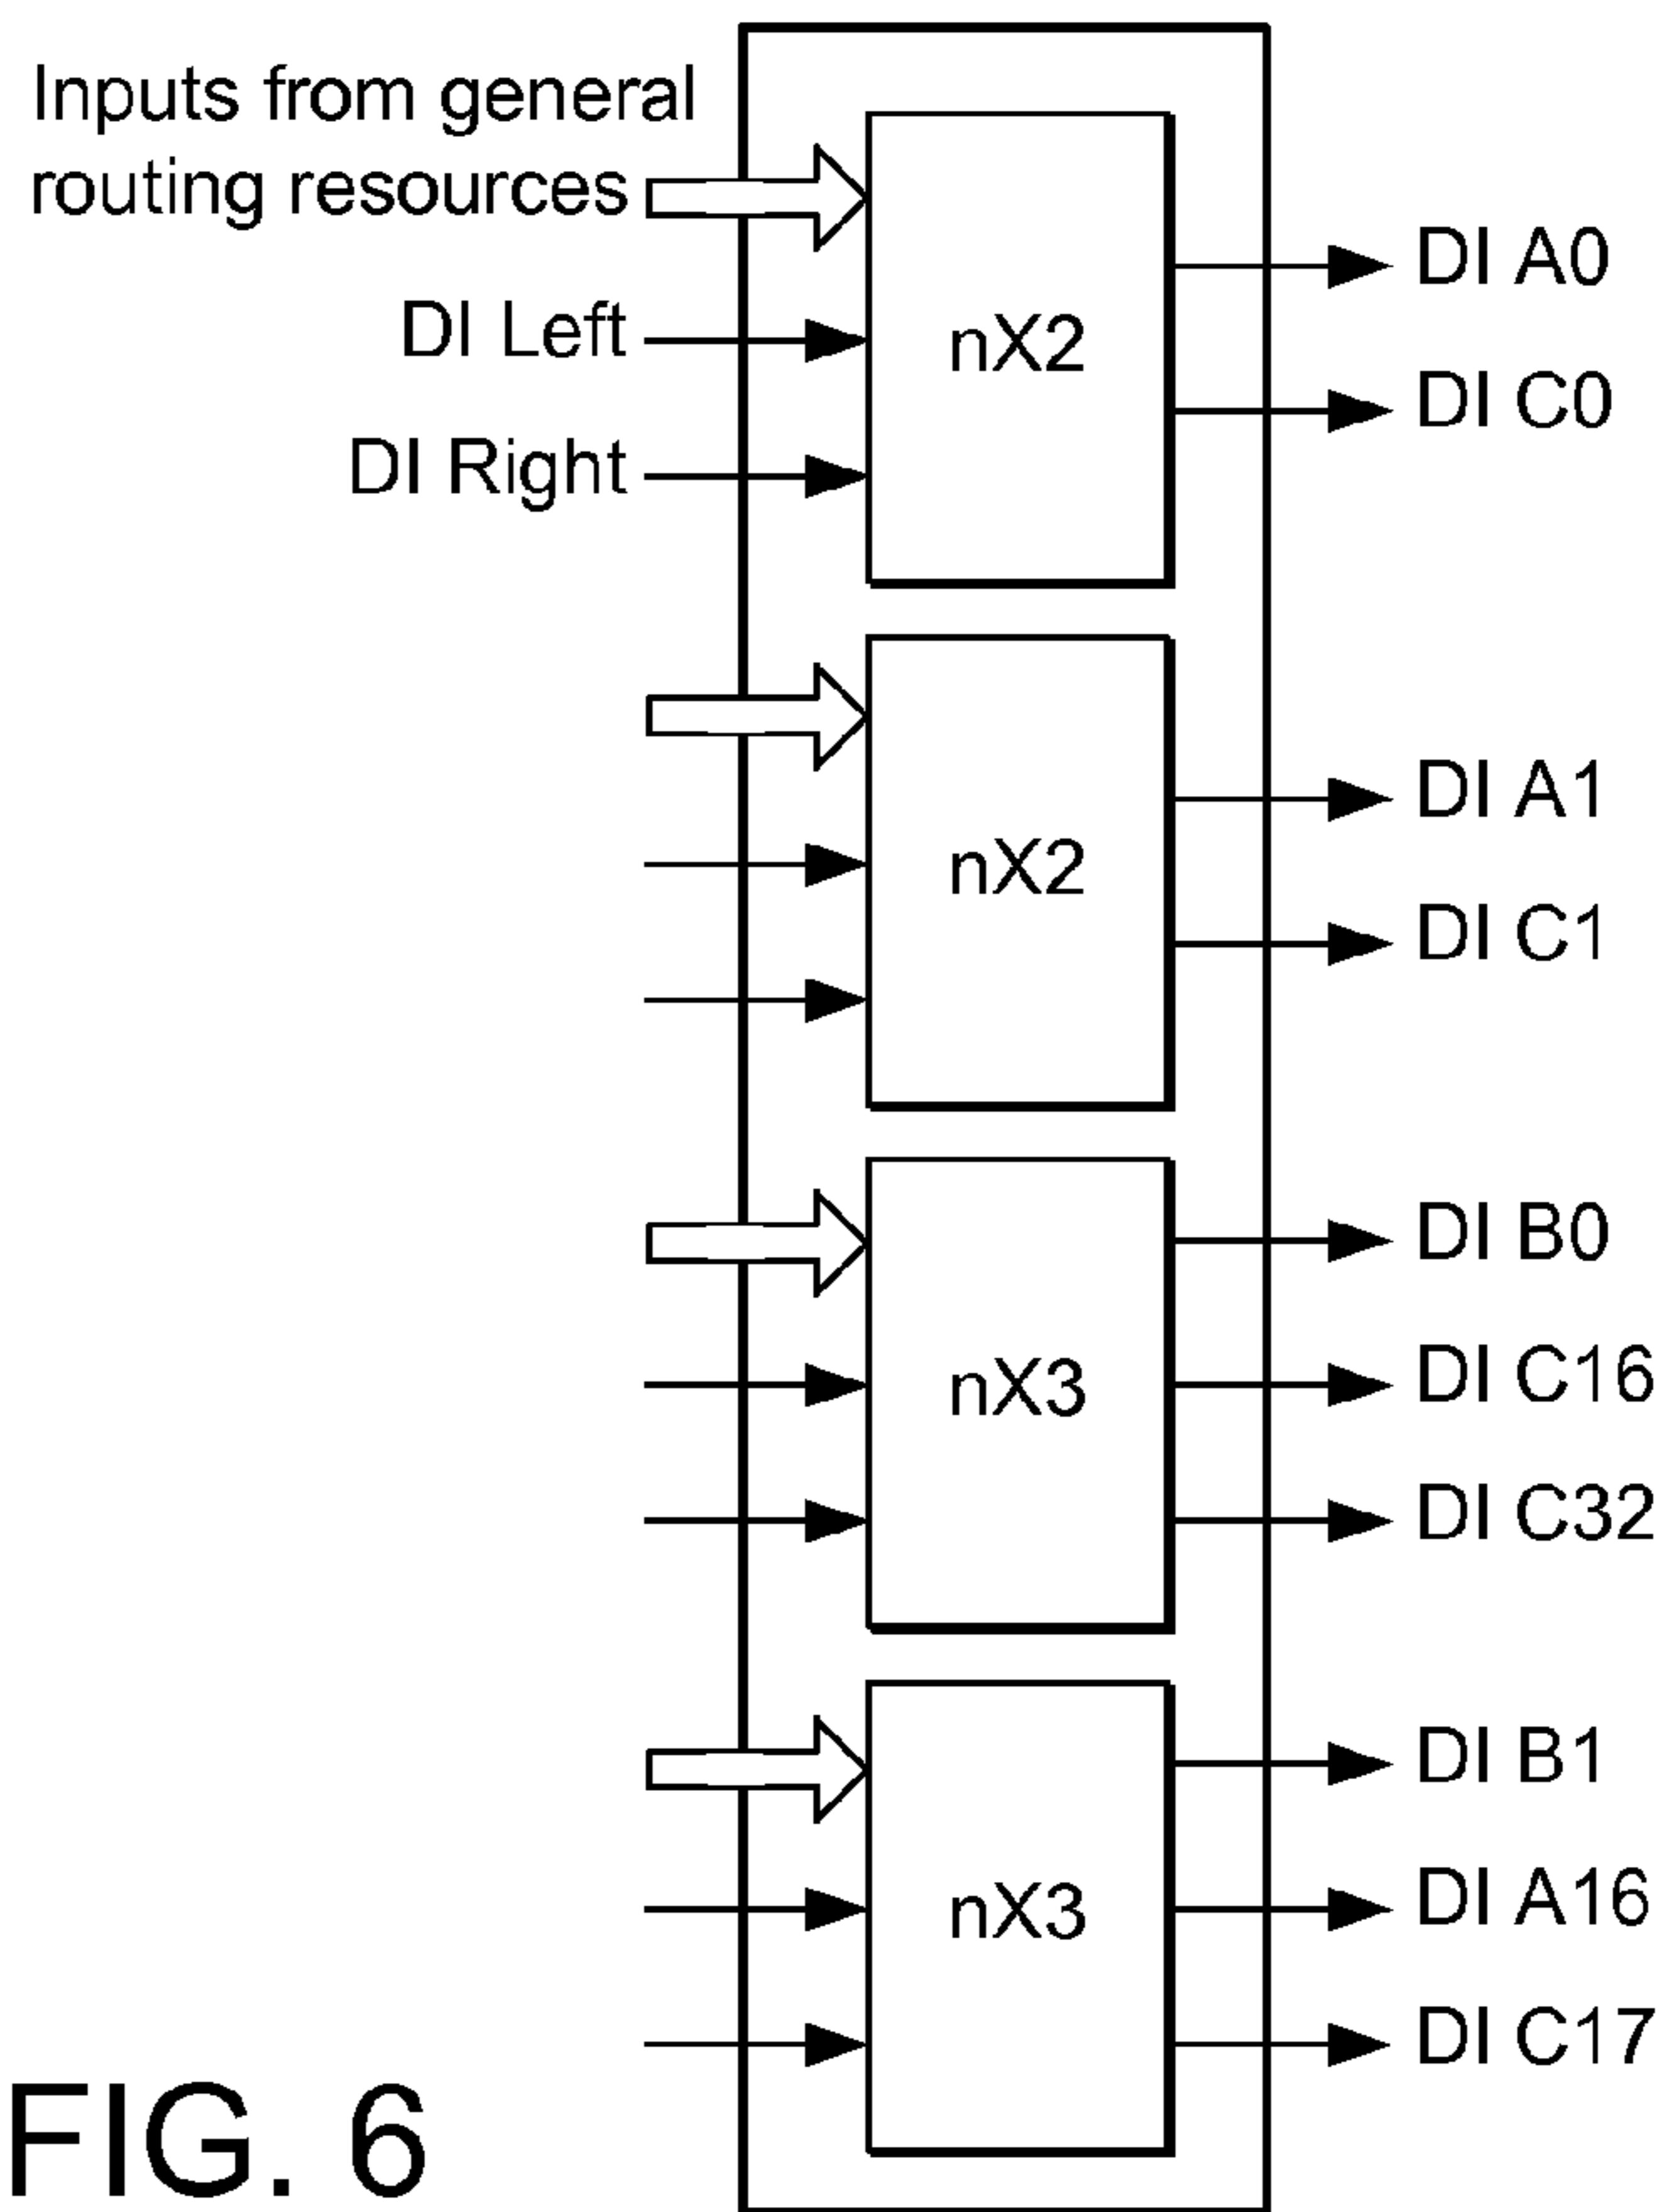 Inputs from general
routing resources
DI Left
DI Right
nX2
DI A0
DI C0
nX2
DI A1
DI C1
nX3
DI B0
DI C16
DI C32
nX3
DI B1
DI A16
DI C17
FIG. 6